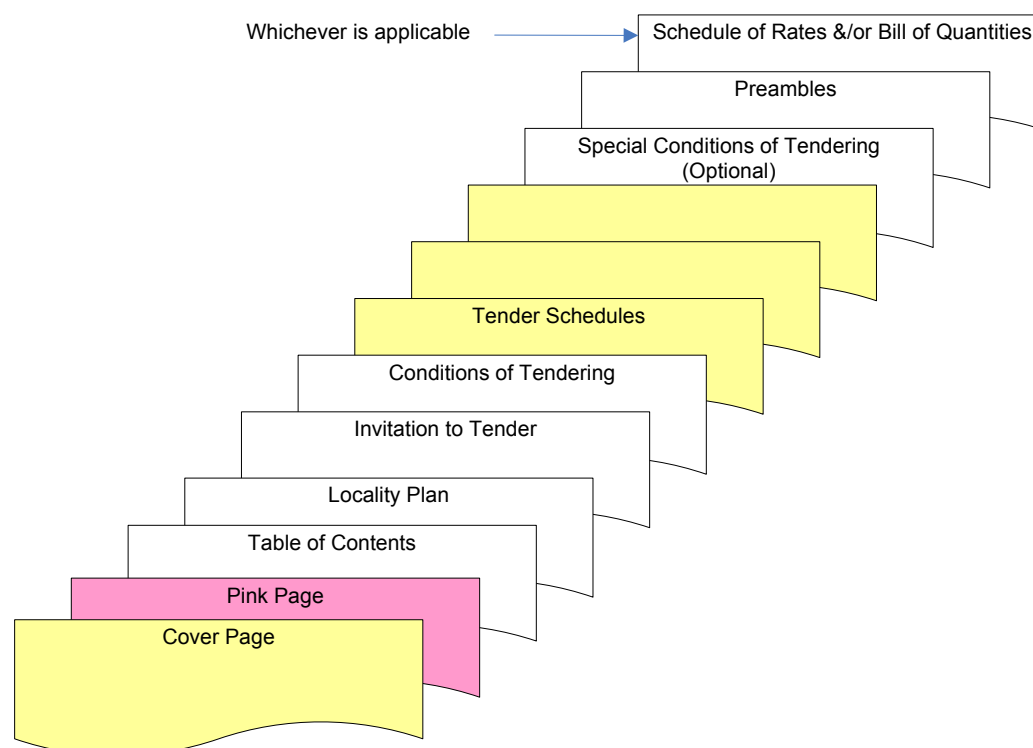 Whichever is applicable
Schedule of Rates &/or Bill of Quantities
Preambles
Special Conditions of Tendering
(Optional)
Tender Schedules
Conditions of Tendering
Invitation to Tender
Locality Plan
Table of Contents
Pink Page
Cover Page